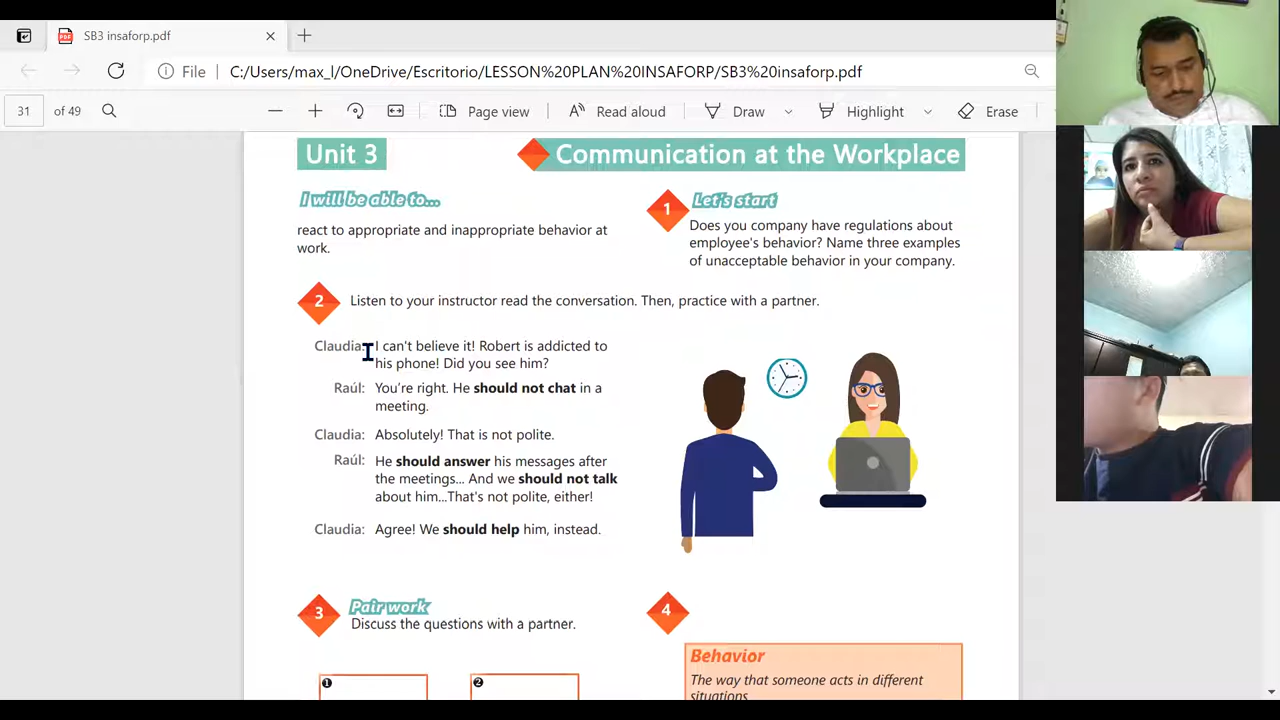 SB3 insaforp.pdf
File
C:/Users/max_l/OneDrive/Escritorio/LESSON%20PLAN%20INSAFORP/SB3%20insaforp.pdf
31 of 49
Page view
Read aloud
Draw
Highlight
Erase
Unit 3
Communication at the Workplace
I will be able to...
react to appropriate and inappropriate behavior at
work.
1
Let's start
Does you company have regulations about
employee's behavior? Name three examples
of unacceptable behavior in your company.
2
Listen to your instructor read the conversation. Then, practice with a partner.
Claudia: I can't believe it! Robert is addicted to
his phone! Did you see him?
Raúl: You're right. He should not chat in a
meeting.
Claudia: Absolutely! That is not polite.
Raúl: He should answer his messages after
the meetings... And we should not talk
about him...That's not polite, either!
Claudia: Agree! We should help him, instead.
3
Pair work
Discuss the questions with a partner.
1
2
4
Behavior
The way that someone acts in different
situations